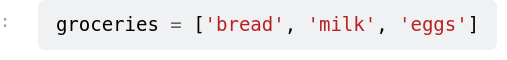 : groceries = ['bread', 'milk', 'eggs']